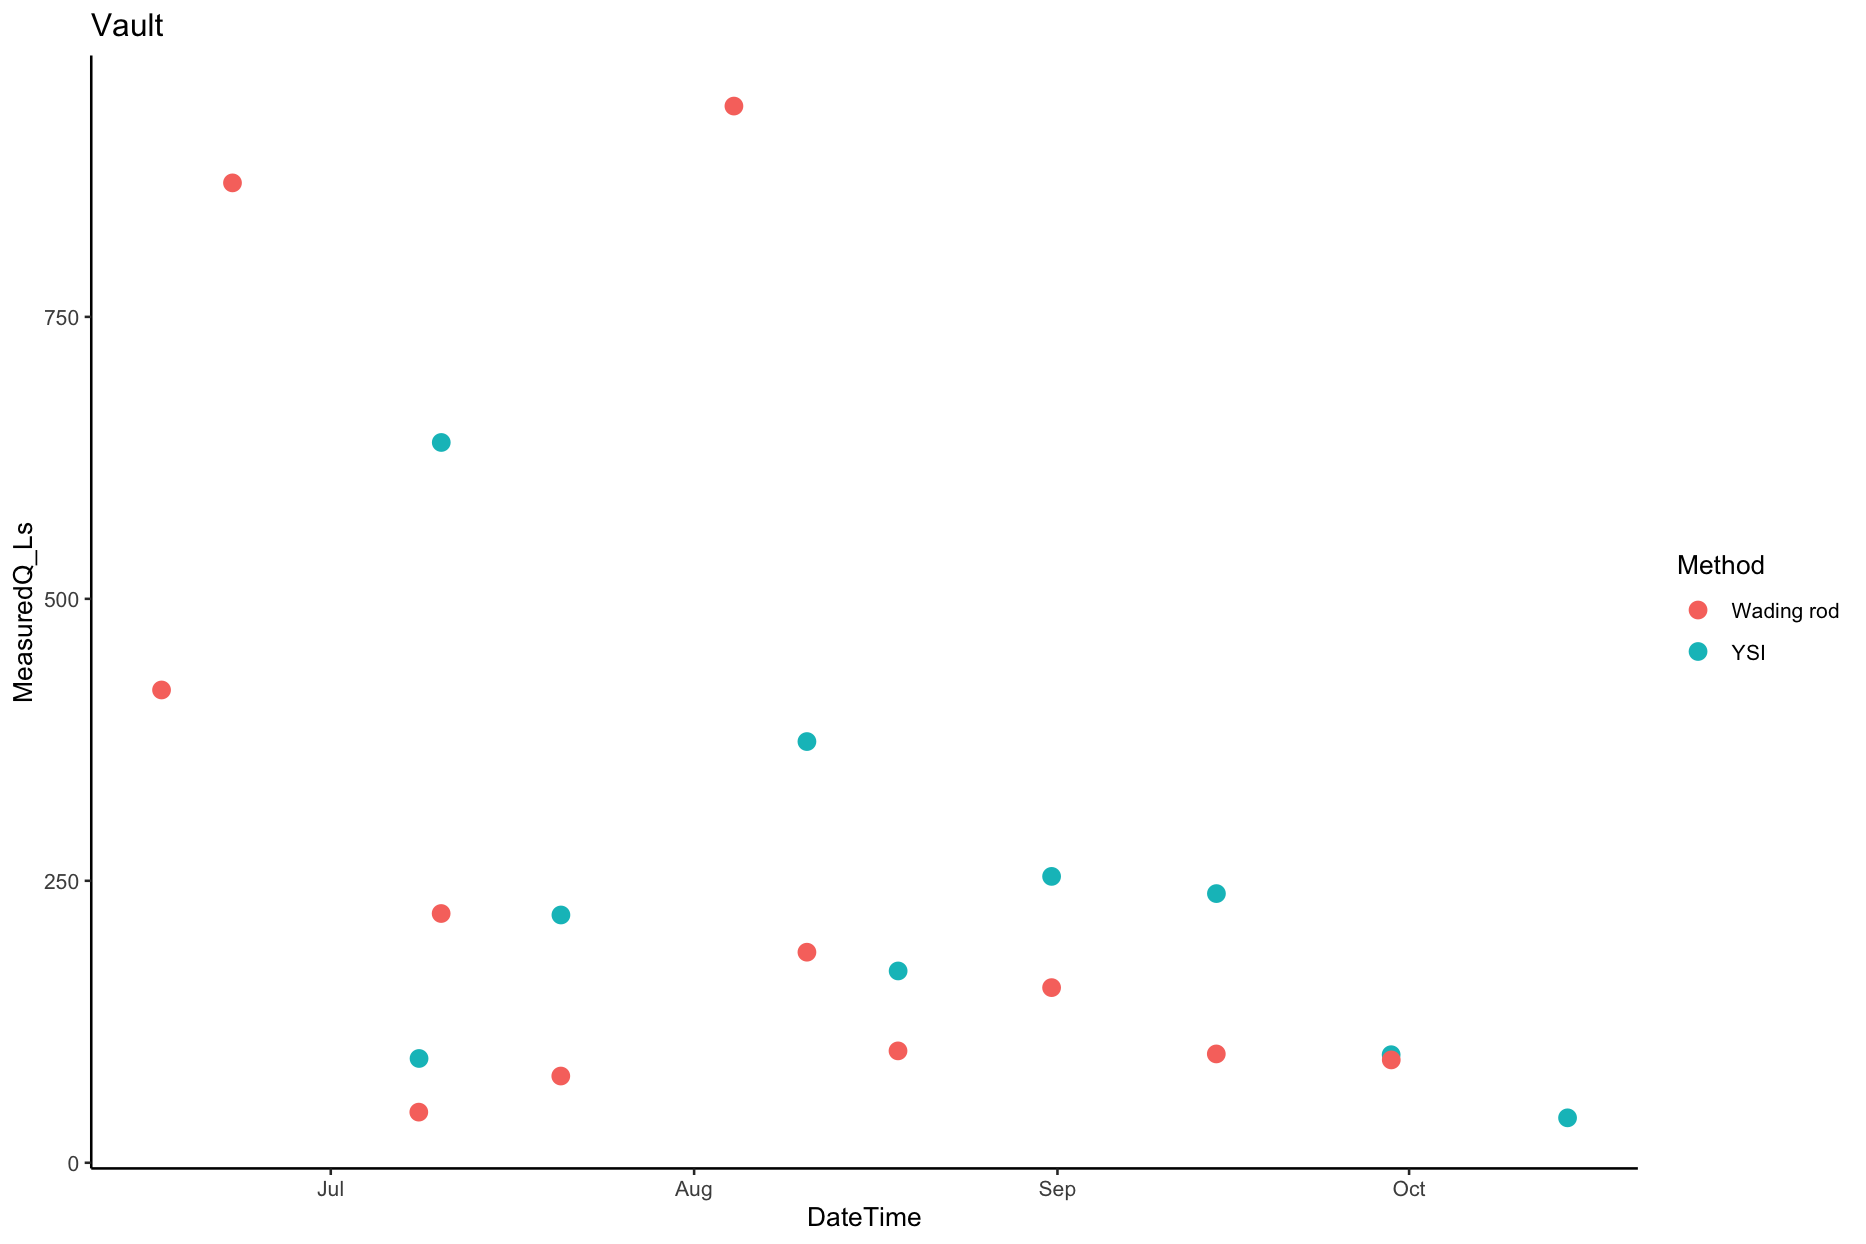 Vault
MeasuredQ_Ls
750
500
250
0
Jul
Aug
Sep
Oct
DateTime
Method
Wading rod
YSI